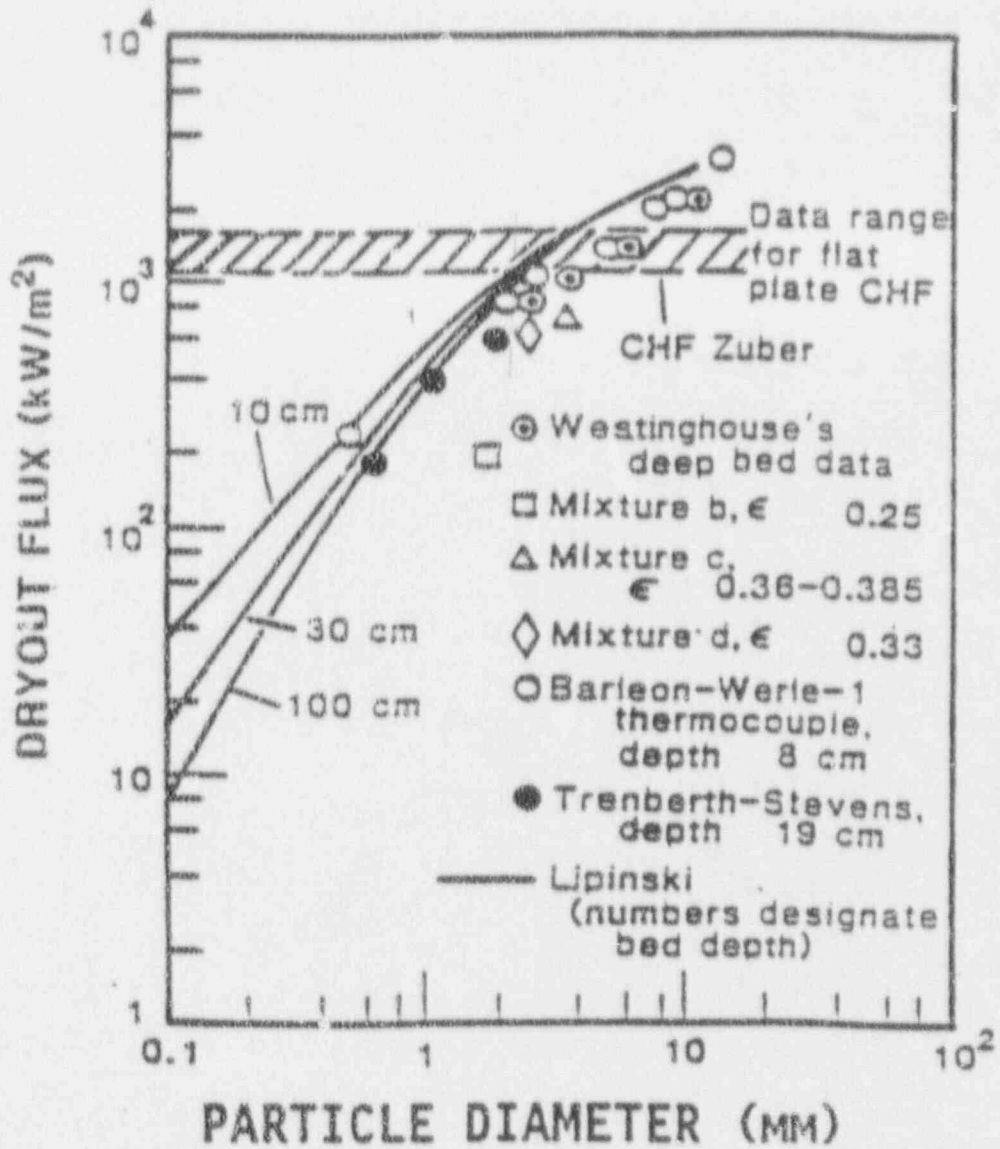 DRYOUT FLUX (kW/m²)
10⁴
10³
10²
10
1
Data range
for flat
plate CHF
CHF Zuber
10 cm
30 cm
100 cm
Westinghouse's
deep bed data
Mixture b, ϵ 0.25
Mixture c,
ϵ 0.36-0.385
Mixture d, ϵ 0.33
Barleon-Werle-1
thermocouple,
depth 8 cm
Trenberth-Stevens,
depth 19 cm
Lipinski
(numbers designate
bed depth)
0.1 1 10 10²
PARTICLE DIAMETER (MM)